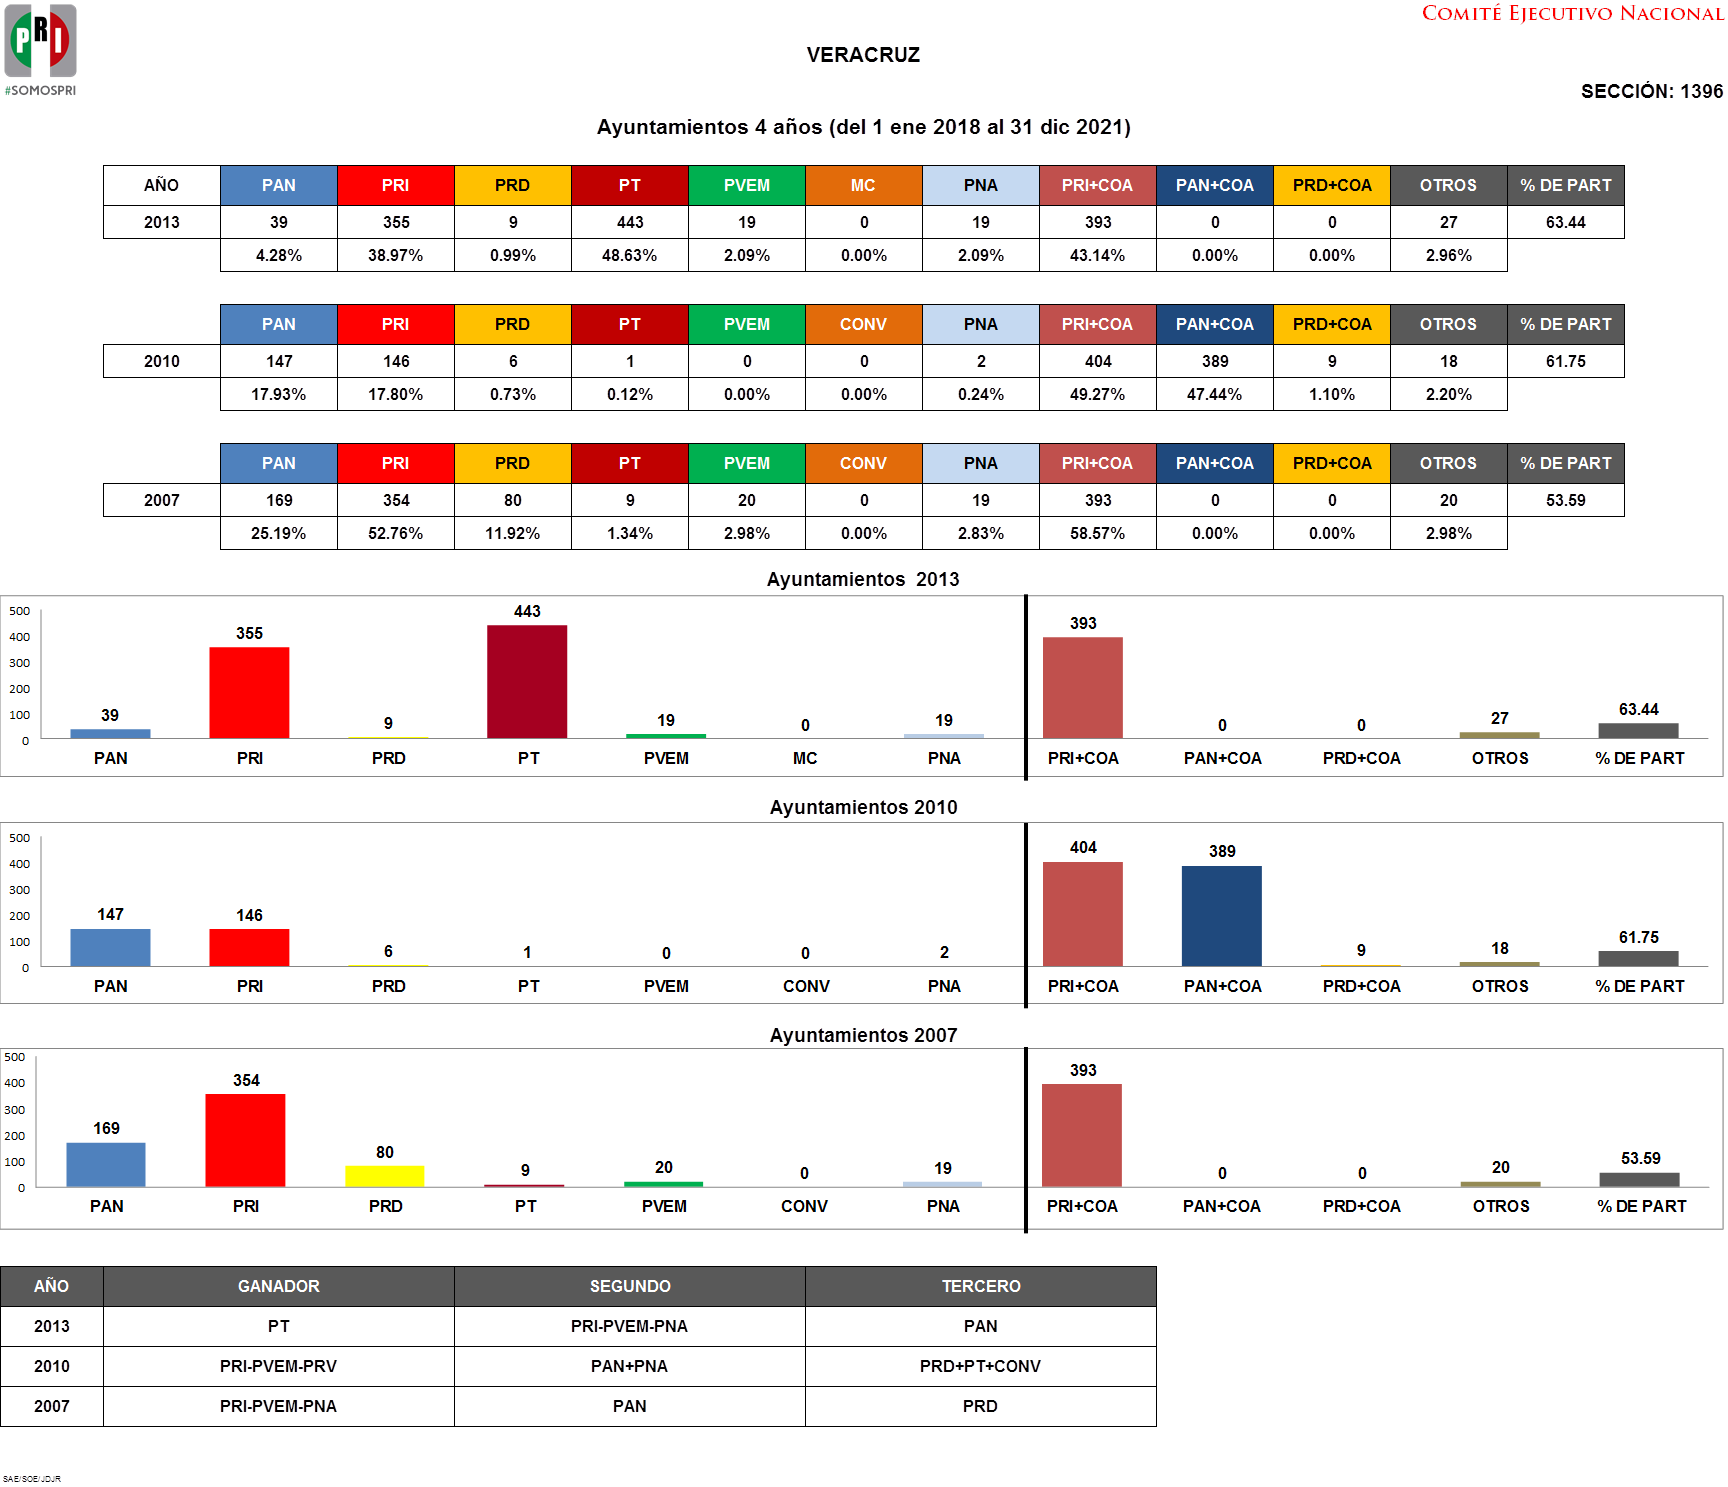 PRI
#SOMOSPRI
COMITÉ EJECUTIVO NACIONAL
VERACRUZ
SECCIÓN: 1396
Ayuntamientos 4 años (del 1 ene 2018 al 31 dic 2021)
AÑO PAN PRI PRD PT PVEM MC PNA PRI+COA PAN+COA PRD+COA OTROS % DE PART
2013 39 355 9 443 19 0 19 393 0 0 27 63.44
4.28% 38.97% 0.99% 48.63% 2.09% 0.00% 2.09% 43.14% 0.00% 0.00% 2.96%
PAN PRI PRD PT PVEM CONV PNA PRI+COA PAN+COA PRD+COA OTROS % DE PART
2010 147 146 6 1 0 0 2 404 389 9 18 61.75
17.93% 17.80% 0.73% 0.12% 0.00% 0.00% 0.24% 49.27% 47.44% 1.10% 2.20%
PAN PRI PRD PT PVEM CONV PNA PRI+COA PAN+COA PRD+COA OTROS % DE PART
2007 169 354 80 9 20 0 19 393 0 0 20 53.59
25.19% 52.76% 11.92% 1.34% 2.98% 0.00% 2.83% 58.57% 0.00% 0.00% 2.98%
Ayuntamientos 2013
500
400
300
200
100
0
39 355 9 443 19 0 19 393 0 0 27 63.44
PAN PRI PRD PT PVEM MC PNA PRI+COA PAN+COA PRD+COA OTROS % DE PART
Ayuntamientos 2010
500
400
300
200
100
0
147 146 6 1 0 0 2 404 389 9 18 61.75
PAN PRI PRD PT PVEM CONV PNA PRI+COA PAN+COA PRD+COA OTROS % DE PART
Ayuntamientos 2007
500
400
300
200
100
0
169 354 80 9 20 0 19 393 0 0 20 53.59
PAN PRI PRD PT PVEM CONV PNA PRI+COA PAN+COA PRD+COA OTROS % DE PART
AÑO GANADOR SEGUNDO TERCERO
2013 PT PRI-PVEM-PNA PAN
2010 PRI-PVEM-PRV PAN+PNA PRD+PT+CONV
2007 PRI-PVEM-PNA PAN PRD
SAE/SOE/JDJR